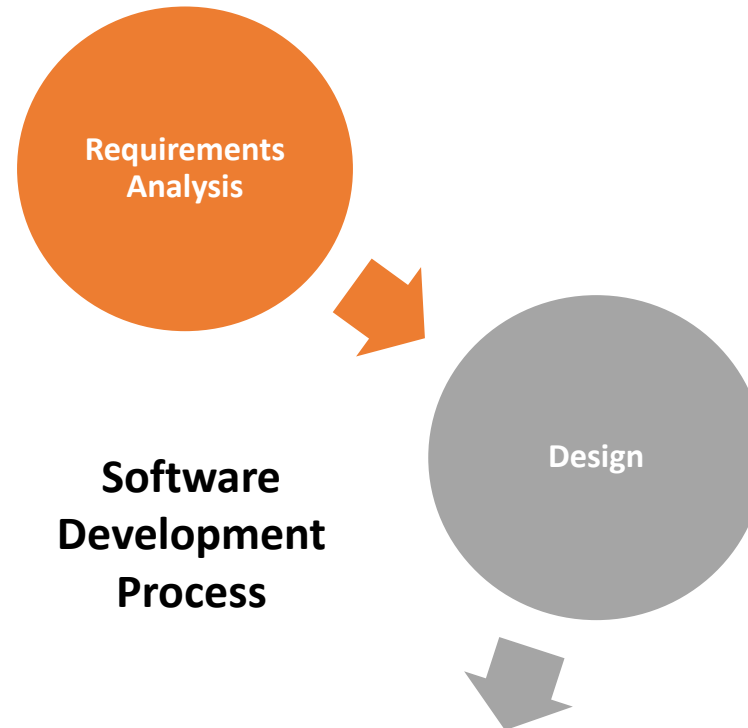 Requirements
Analysis
Design
Software
Development
Process